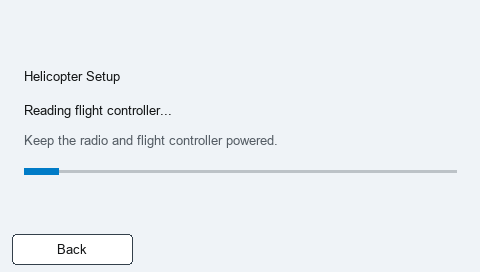 Helicopter Setup
Reading flight controller...
Keep the radio and flight controller powered.
Back